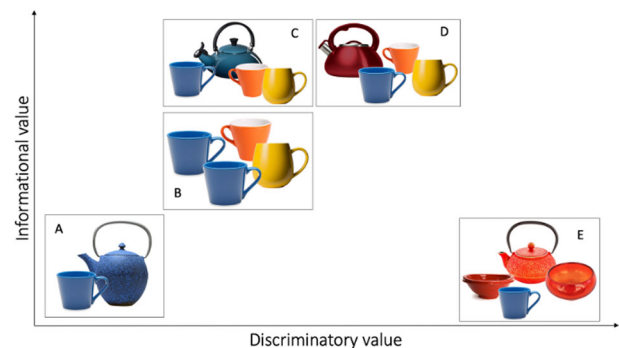 Informational value
C
D
B
A
E
Discriminatory value